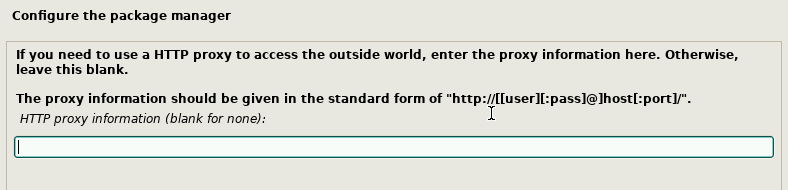 Configure the package manager
If you need to use a HTTP proxy to access the outside world, enter the proxy information here. Otherwise,
leave this blank.
The proxy information should be given in the standard form of "http://[[user][:pass]@]host[:port]/".
HTTP proxy information (blank for none):